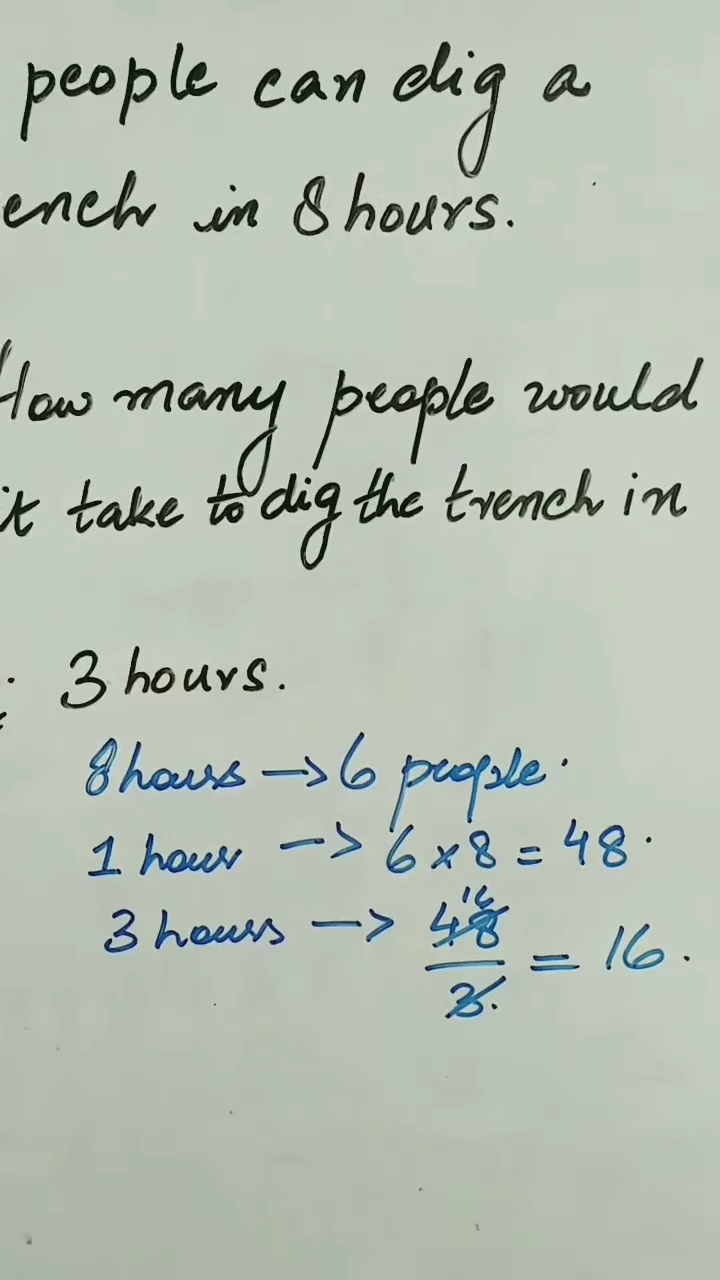 people can dig a
ench in 8 hours.
How many people would
it take to dig the trench in
3 hours.
8 hours -> 6 people.
1 hour -> 6 x 8 = 48.
3 hours -> 48/3 = 16.
16